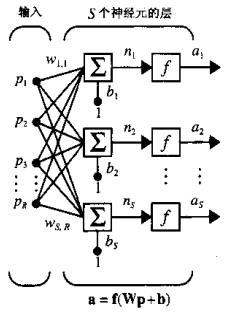 输入 S 个神经元的层
w1,1 n1 a1
p1 Σ f
b1
1
p2 n2 a2
Σ f
p3 b2
1
⋮ ⋮ ⋮ ⋮
pR nS aS
Σ f
wS, R bS
1
a = f(Wp+b)